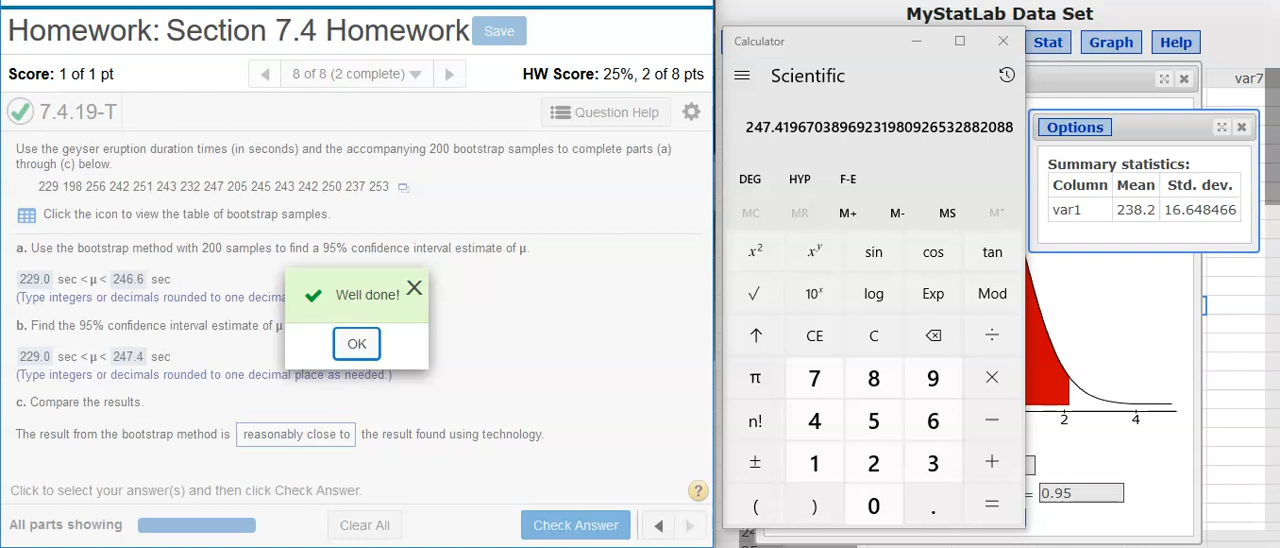 Homework: Section 7.4 Homework
Save
Score: 1 of 1 pt
8 of 8 (2 complete)
HW Score: 25%, 2 of 8 pts
7.4.19-T
Question Help
Use the geyser eruption duration times (in seconds) and the accompanying 200 bootstrap samples to complete parts (a)
through (c) below.
229 198 256 242 251 243 232 247 205 245 243 242 250 237 253
Click the icon to view the table of bootstrap samples.
a. Use the bootstrap method with 200 samples to find a 95% confidence interval estimate of μ.
229.0 sec < μ < 246.6 sec
(Type integers or decimals rounded to one decima
b. Find the 95% confidence interval estimate of μ
229.0 sec < μ < 247.4 sec
(Type integers or decimals rounded to one decimal place as needed.)
c. Compare the results.
The result from the bootstrap method is reasonably close to the result found using technology.
Well done!
OK
Click to select your answer(s) and then click Check Answer.
?
All parts showing
Clear All
Check Answer
Calculator
Scientific
247.41967038969231980926532882088
DEG HYP F-E
MC MR M+ M- MS M˅
x² xʸ sin cos tan
√ 10ˣ log Exp Mod
↑ CE C ⌫ ÷
π 7 8 9 ×
n! 4 5 6 −
± 1 2 3 +
( ) 0 . =
MyStatLab Data Set
Stat Graph Help
var7
Options
Summary statistics:
Column Mean Std. dev.
var1 238.2 16.648466
2 4
= 0.95